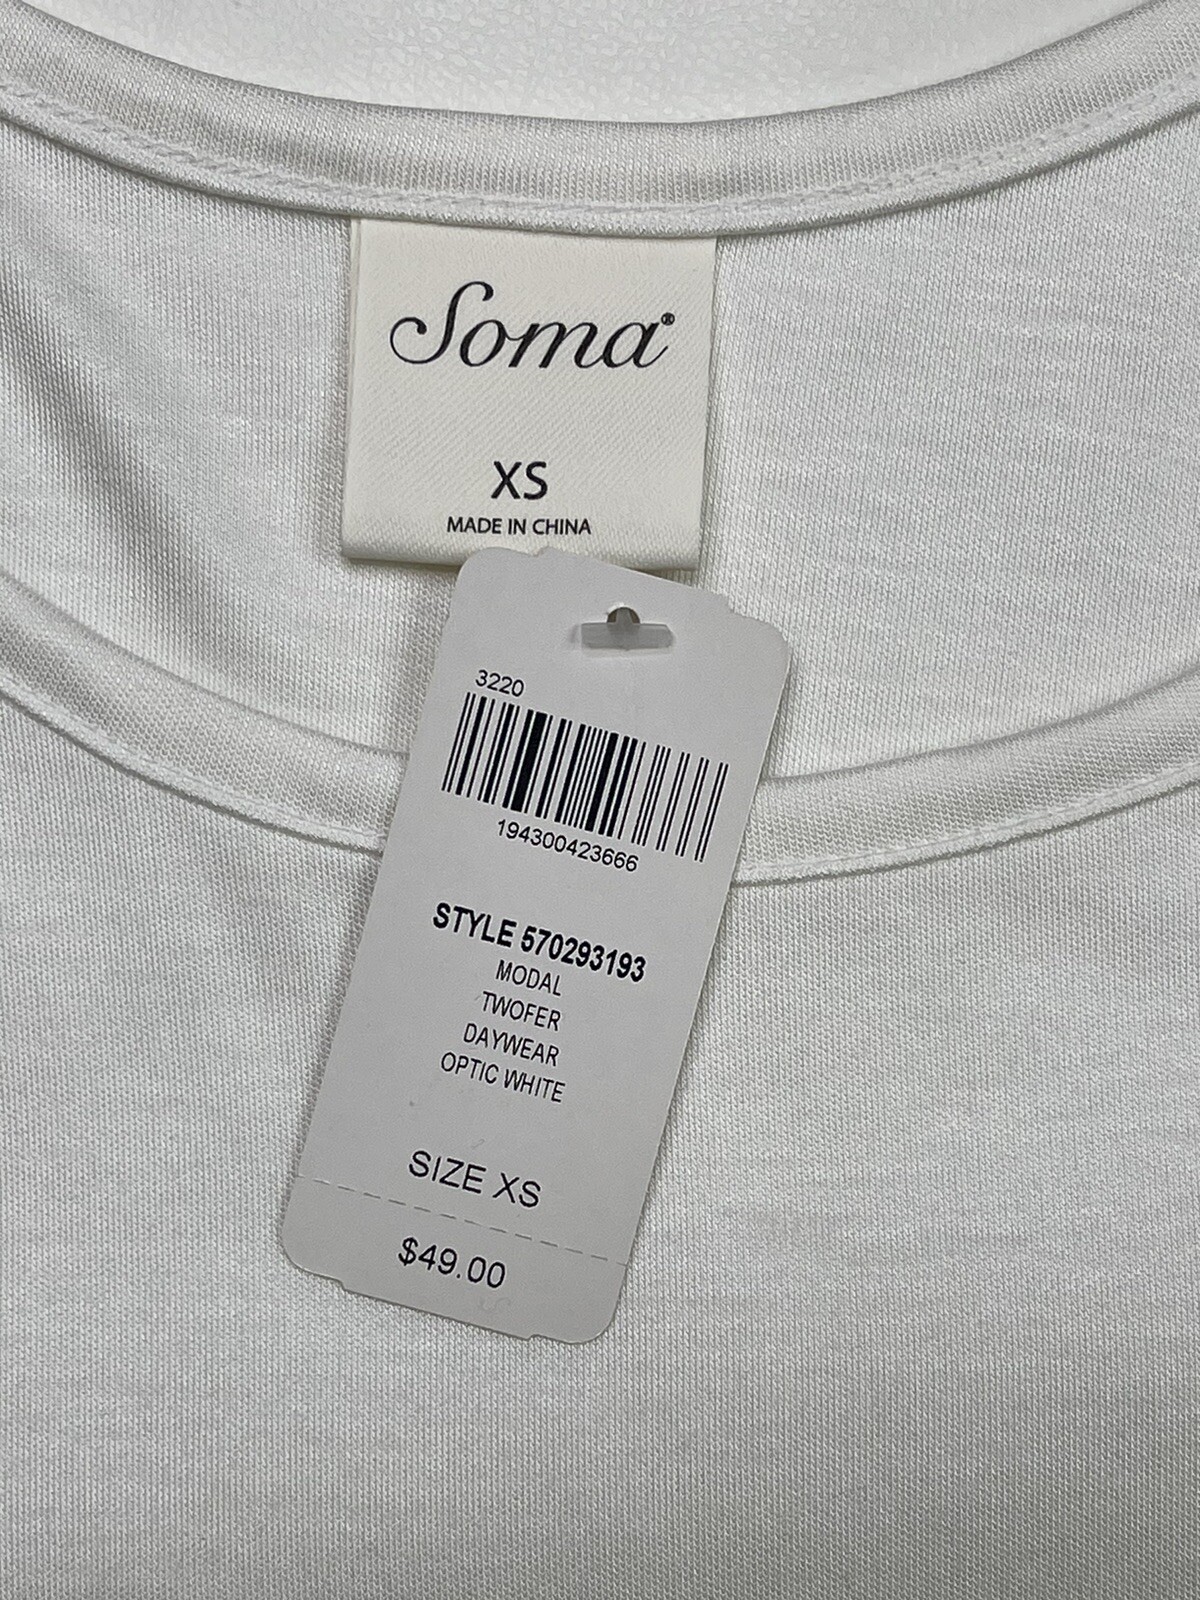 Soma®
XS
MADE IN CHINA
3220
194300423666
STYLE 570293193
MODAL
TWOFER
DAYWEAR
OPTIC WHITE
SIZE XS
$49.00